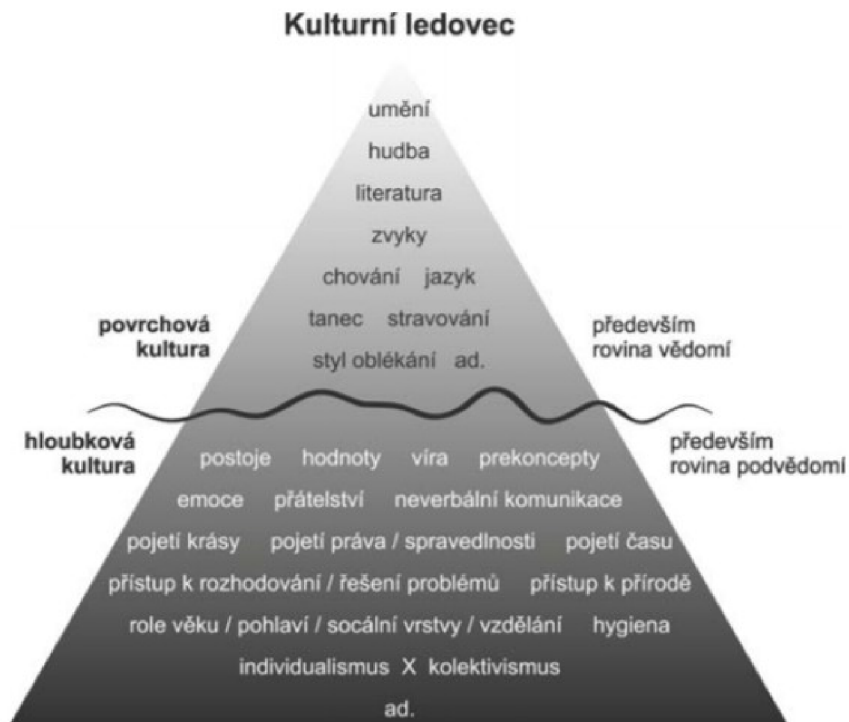 Kulturní ledovec
umění
hudba
literatura
zvyky
chování jazyk
tanec stravování
styl oblékání ad.
povrchová
kultura
především
rovina vědomí
hloubková
kultura
především
rovina podvědomí
postoje hodnoty víra prekoncepty
emoce přátelství neverbální komunikace
pojetí krásy pojetí práva / spravedlnosti pojetí času
přístup k rozhodování / řešení problémů přístup k přírodě
role věku / pohlaví / socální vrstvy / vzdělání hygiena
individualismus X kolektivismus
ad.